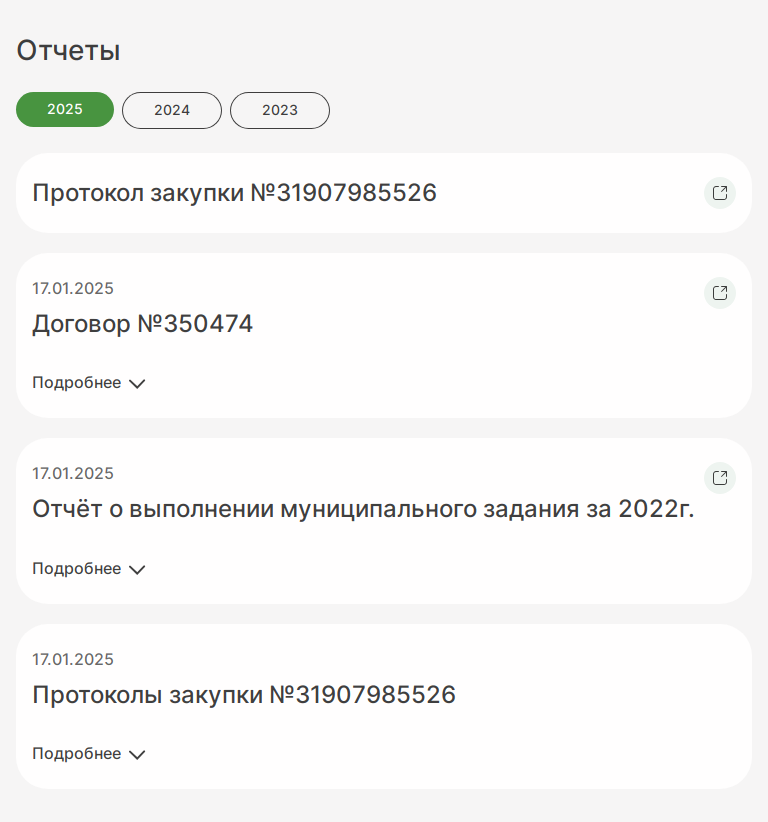 Отчеты
2025 2024 2023
Протокол закупки №31907985526
17.01.2025
Договор №350474
Подробнее
17.01.2025
Отчёт о выполнении муниципального задания за 2022г.
Подробнее
17.01.2025
Протоколы закупки №31907985526
Подробнее